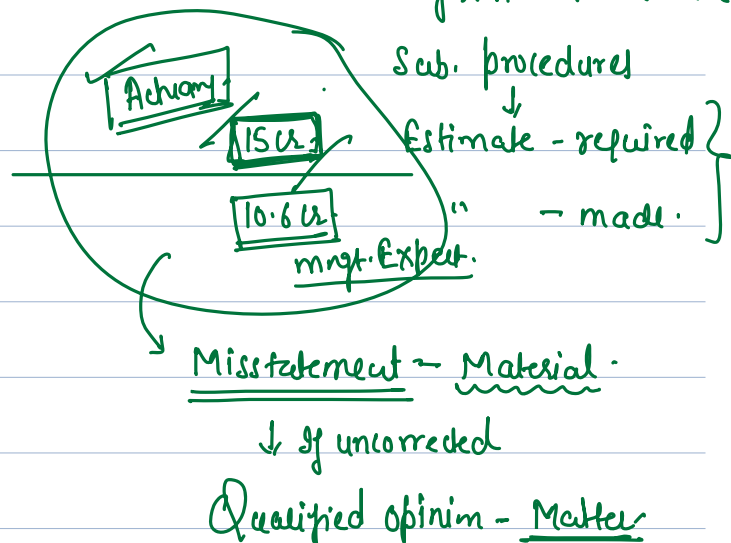 Sub. procedures
Actuary
↓
15 Cr.
Estimate - required
10.6 Cr.
" - made.
mngt. Expert.
Misstatement - Material.
↓ If uncorrected
Qualified opinion - Matter